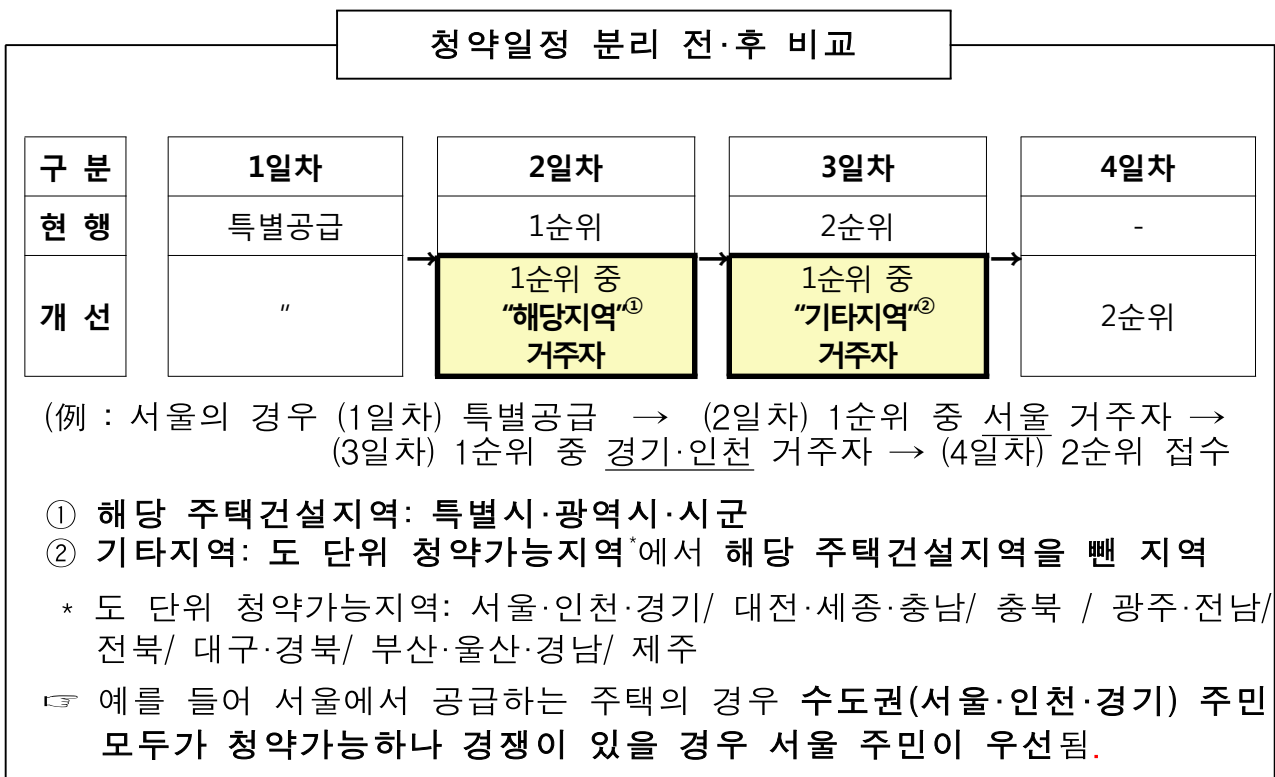 청약일정 분리 전·후 비교
구 분 1일차 2일차 3일차 4일차
현 행 특별공급 1순위 2순위 -
개 선 〃 → 1순위 중 “해당지역”① 거주자 → 1순위 중 “기타지역”② 거주자 → 2순위
(例 : 서울의 경우 (1일차) 특별공급 → (2일차) 1순위 중 서울 거주자 →
(3일차) 1순위 중 경기·인천 거주자 → (4일차) 2순위 접수
① 해당 주택건설지역: 특별시·광역시·시군
② 기타지역: 도 단위 청약가능지역*에서 해당 주택건설지역을 뺀 지역
* 도 단위 청약가능지역: 서울·인천·경기/ 대전·세종·충남/ 충북 / 광주·전남/
전북/ 대구·경북/ 부산·울산·경남/ 제주
☞ 예를 들어 서울에서 공급하는 주택의 경우 수도권(서울·인천·경기) 주민
모두가 청약가능하나 경쟁이 있을 경우 서울 주민이 우선됨.